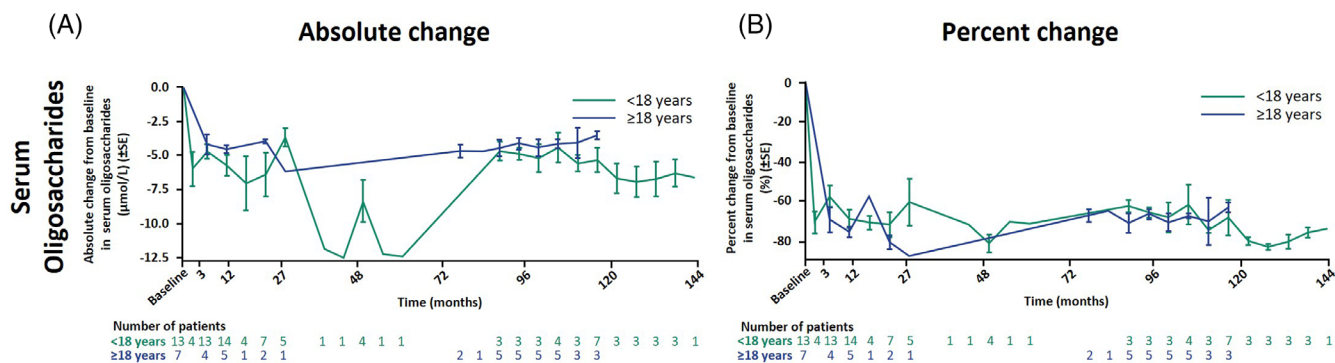 (A)
Absolute change
Serum
Oligosaccharides
Absolute change from baseline
in serum oligosaccharides
(µmol/L) (±SE)
0.0
-2.5
-5.0
-7.5
-10.0
-12.5
<18 years
≥18 years
Baseline 3 12 27 48 72 96 120 144
Time (months)
Number of patients
<18 years 13 4 13 14 4 7 5 1 1 4 1 1 3 3 3 4 3 7 3 3 3 3 1
≥18 years 7 4 5 1 2 1 2 1 5 5 5 5 3 3
(B)
Percent change
Percent change from baseline
in serum oligosaccharides
(%) (±SE)
0
-20
-40
-60
-80
<18 years
≥18 years
Baseline 3 12 27 48 72 96 120 144
Time (months)
Number of patients
<18 years 13 4 13 14 4 7 5 1 1 4 1 1 3 3 3 4 3 7 3 3 3 3 1
≥18 years 7 4 5 1 2 1 2 1 5 5 5 5 3 3